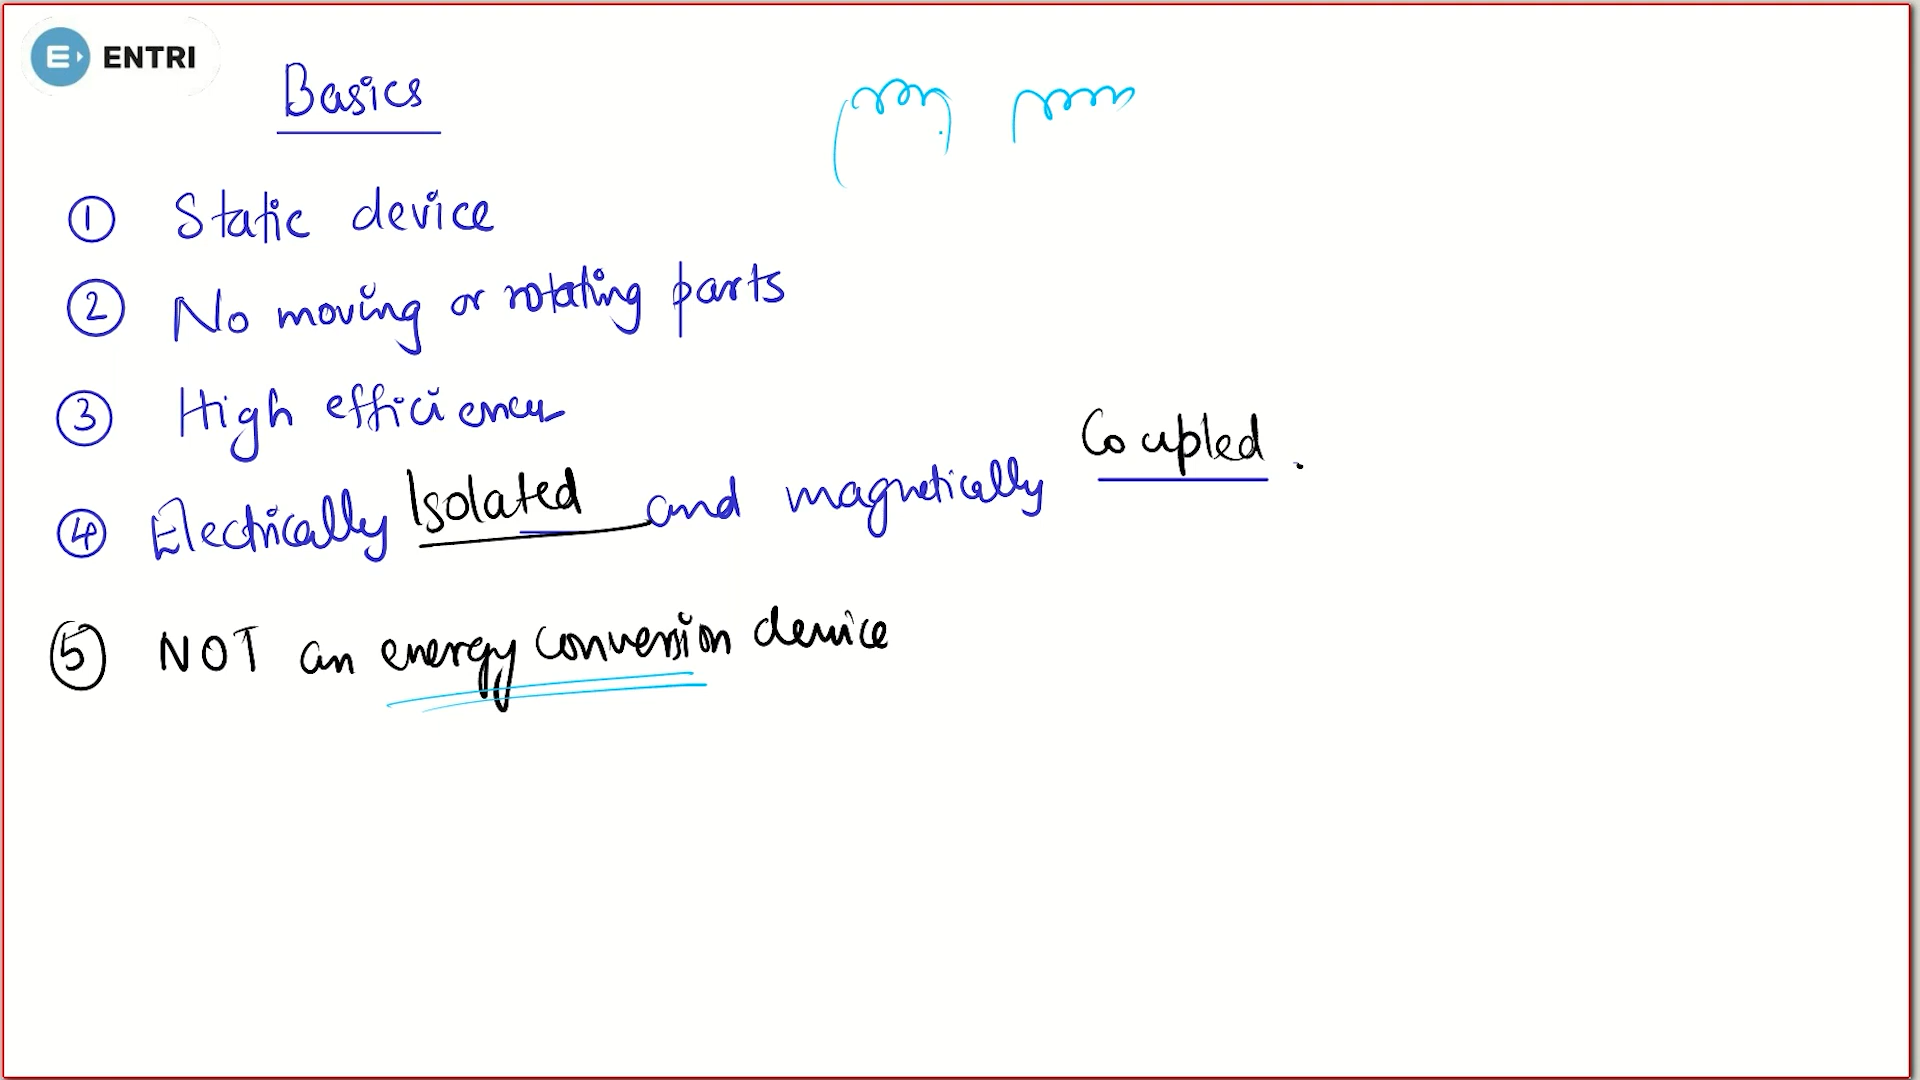 ENTRI
Basics
① Static device
② No moving or rotating parts
③ High efficiency
④ Electrically Isolated and magnetically Coupled.
⑤ NOT an energy conversion device